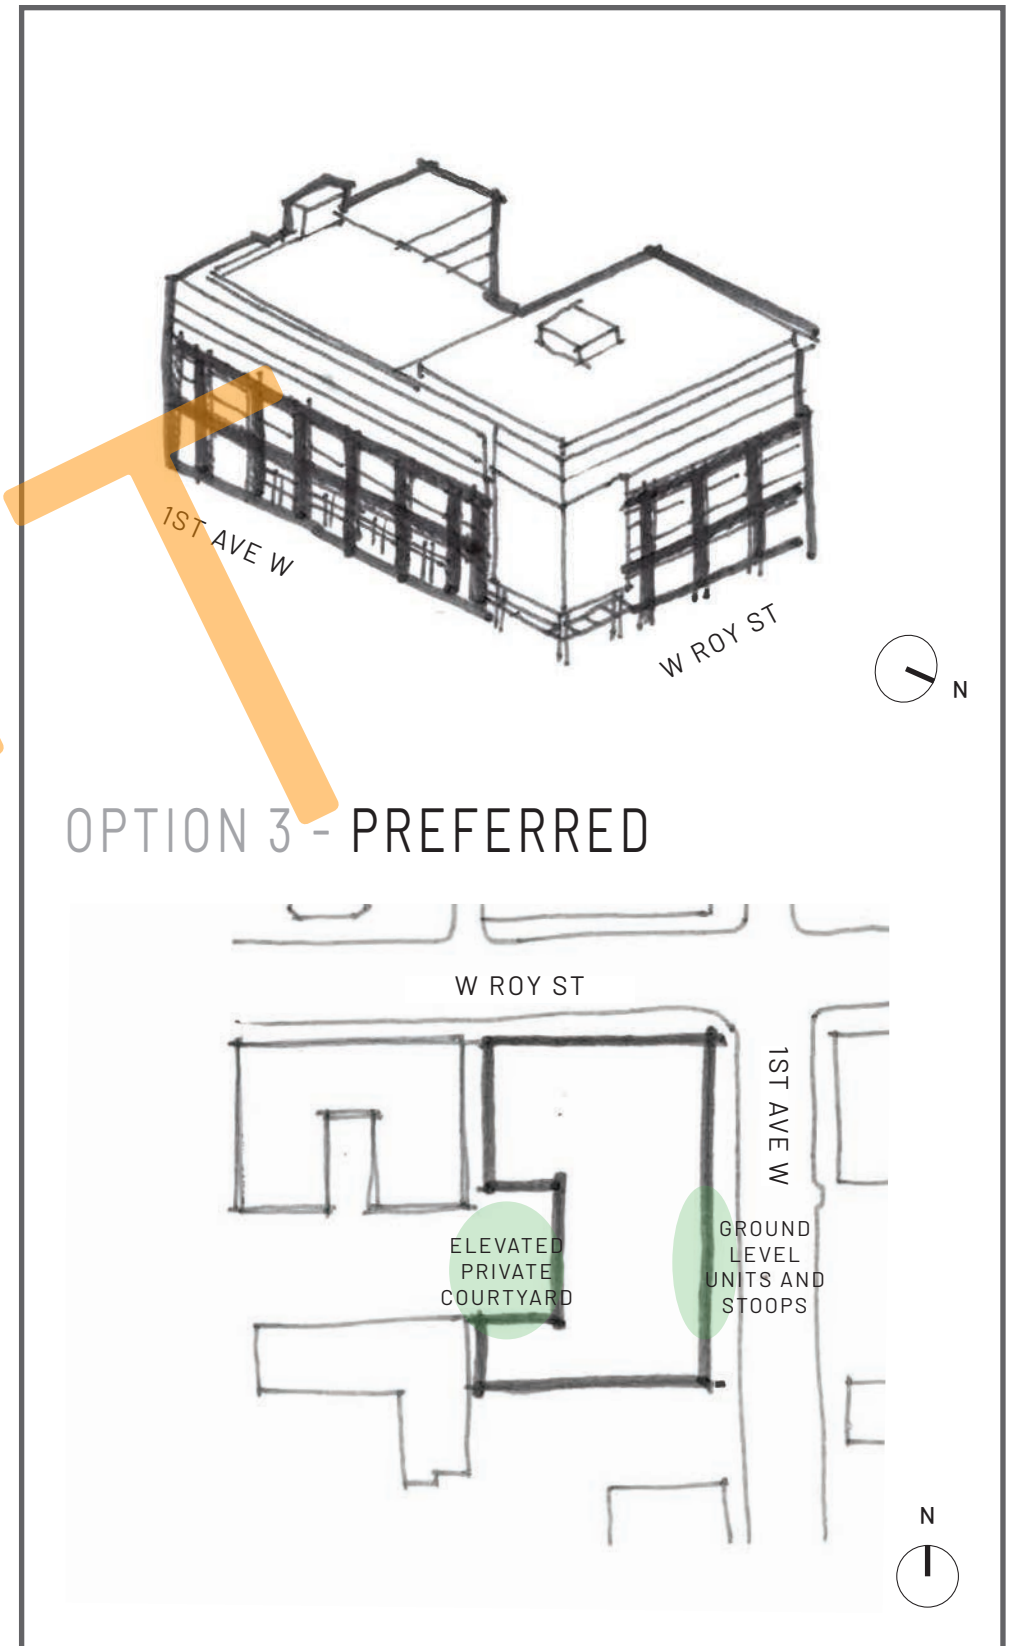 1ST AVE W
W ROY ST
N
OPTION 3 - PREFERRED
W ROY ST
1ST AVE W
ELEVATED
PRIVATE
COURTYARD
GROUND
LEVEL
UNITS AND
STOOPS
N